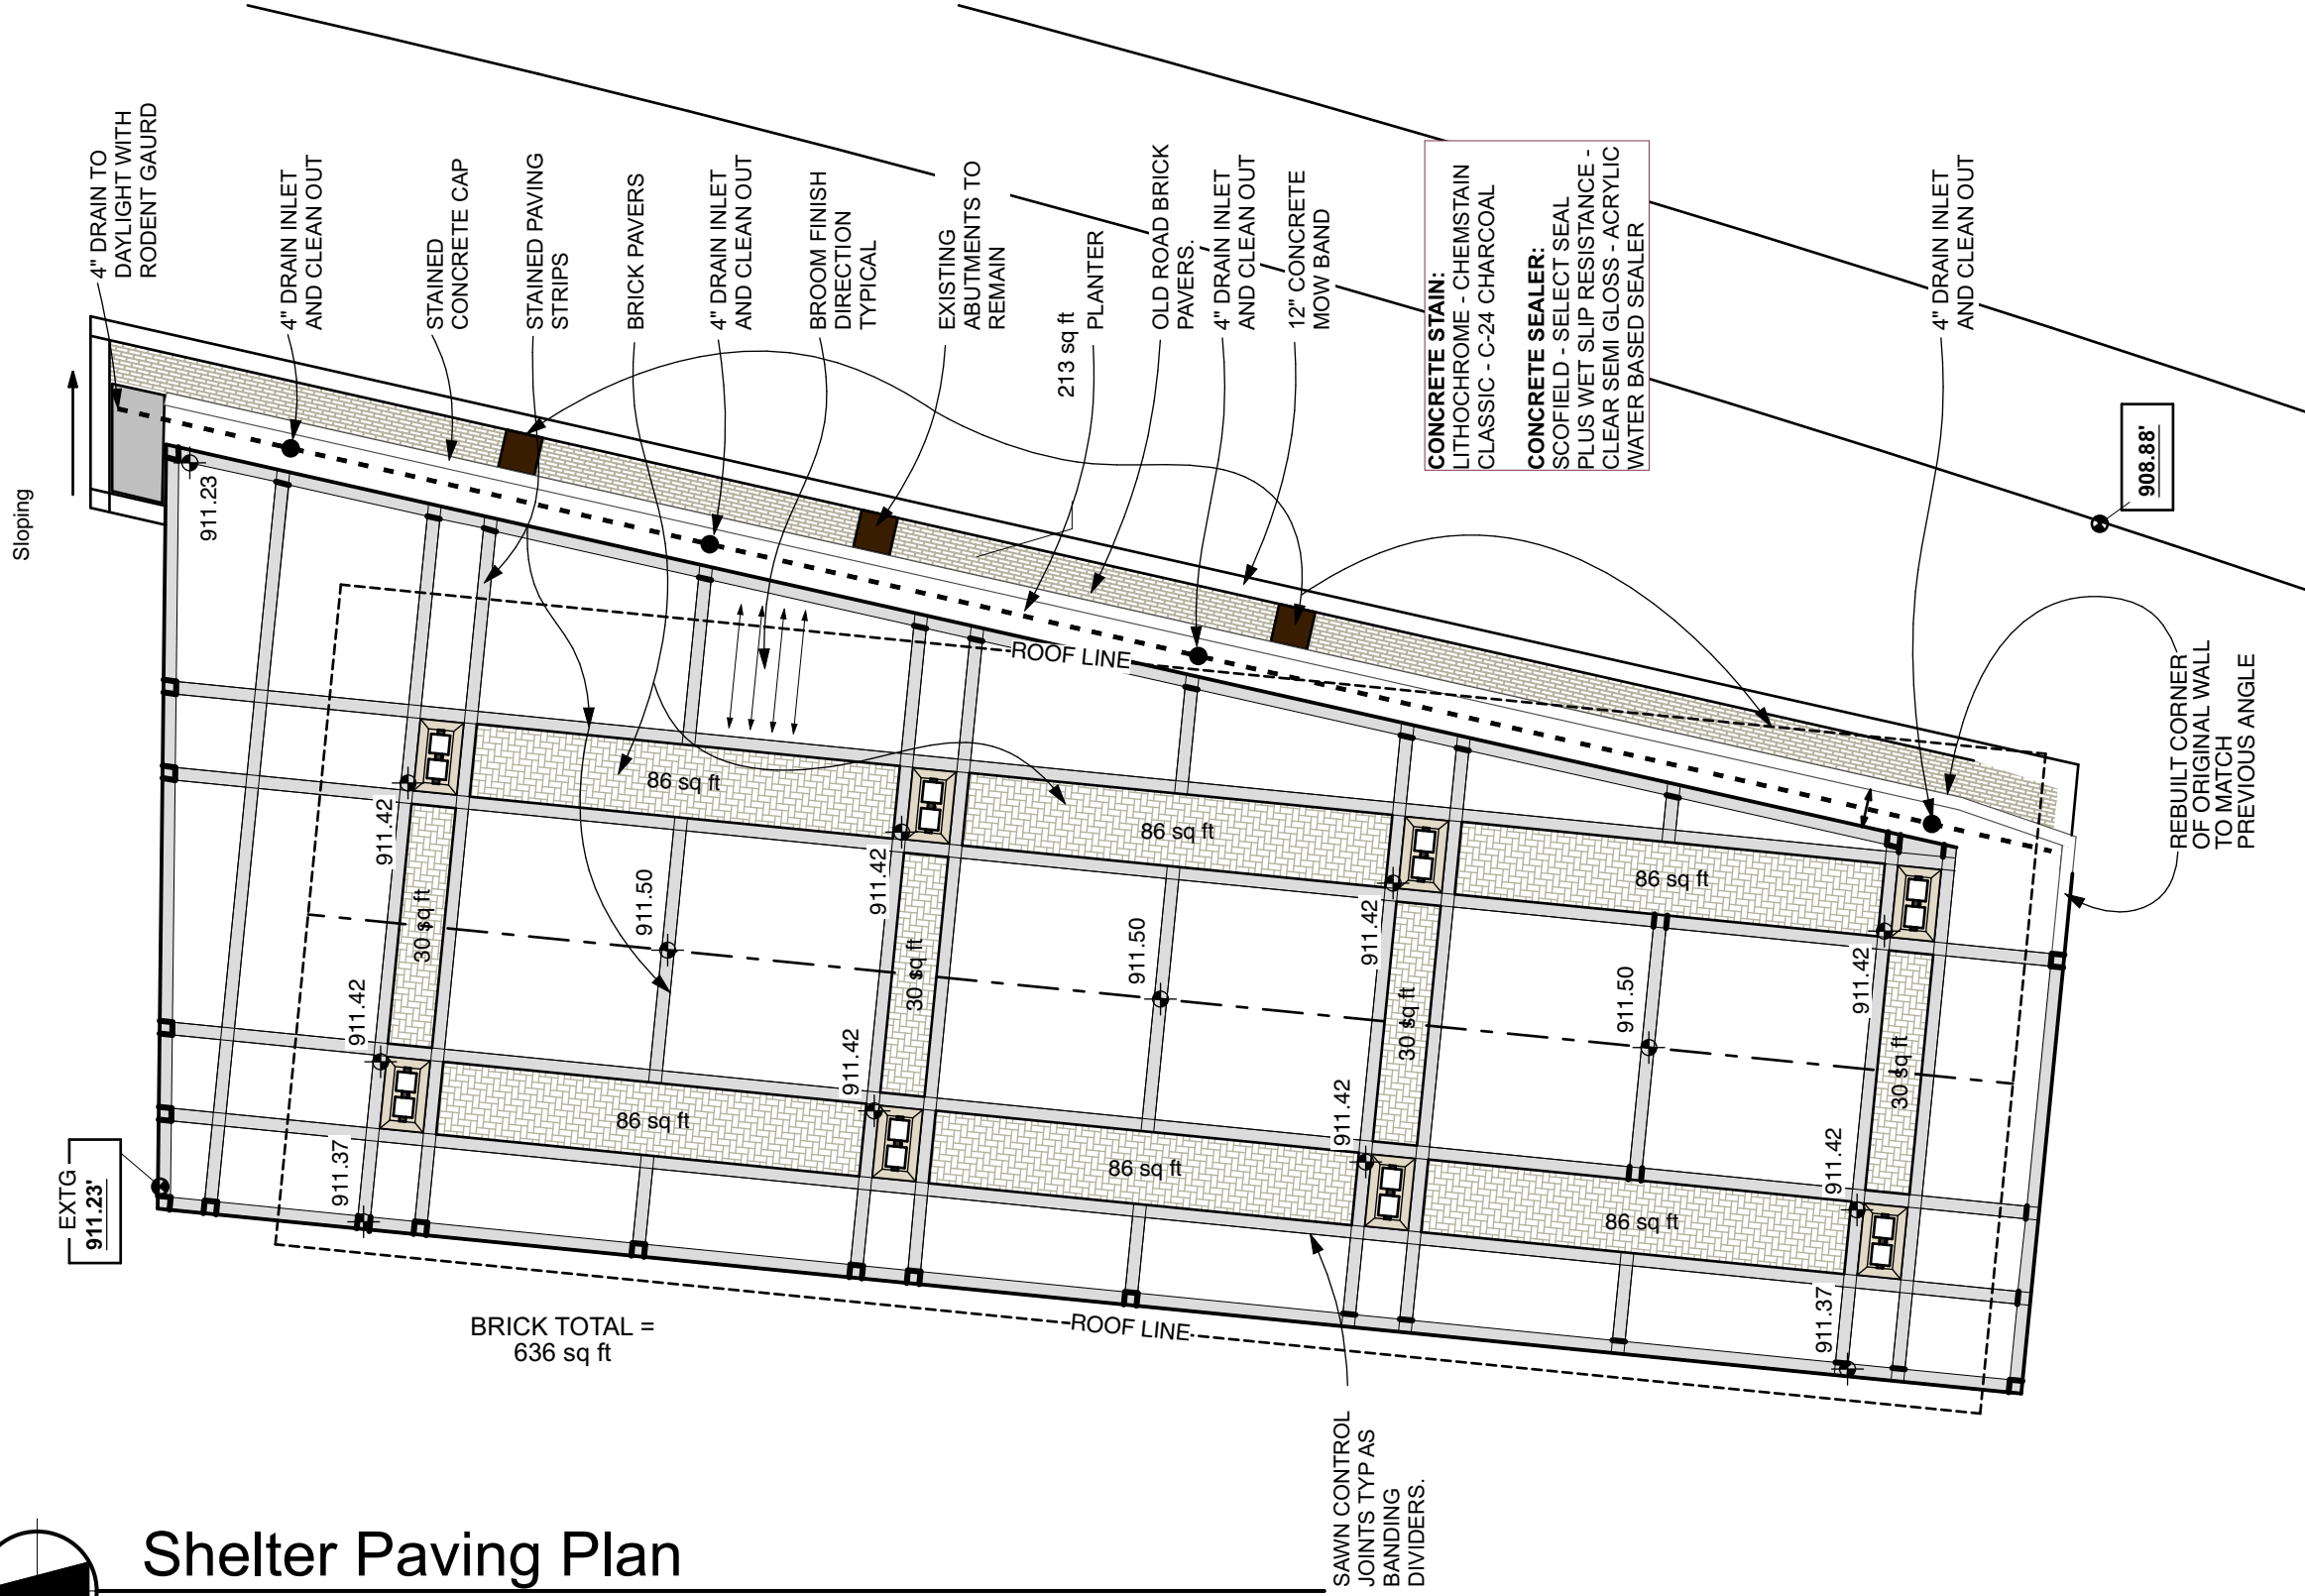 4" DRAIN TO
DAYLIGHT WITH
RODENT GAURD
4" DRAIN INLET
AND CLEAN OUT
STAINED
CONCRETE CAP
STAINED PAVING
STRIPS
BRICK PAVERS
4" DRAIN INLET
AND CLEAN OUT
BROOM FINISH
DIRECTION
TYPICAL
EXISTING
ABUTMENTS TO
REMAIN
213 sq ft
PLANTER
OLD ROAD BRICK
PAVERS.
4" DRAIN INLET
AND CLEAN OUT
12" CONCRETE
MOW BAND
CONCRETE STAIN:
LITHOCHROME - CHEMSTAIN
CLASSIC - C-24 CHARCOAL
CONCRETE SEALER:
SCOFIELD - SELECT SEAL
PLUS WET SLIP RESISTANCE -
CLEAR SEMI GLOSS - ACRYLIC
WATER BASED SEALER
4" DRAIN INLET
AND CLEAN OUT
908.88'
Sloping
911.23
ROOF LINE
REBUILT CORNER
OF ORIGINAL WALL
TO MATCH
PREVIOUS ANGLE
86 sq ft
86 sq ft
86 sq ft
911.42
911.42
911.42
911.42
30 sq ft
30 sq ft
30 sq ft
30 sq ft
911.50
911.50
911.50
911.42
911.42
911.42
911.42
86 sq ft
86 sq ft
86 sq ft
911.37
911.37
EXTG
911.23'
ROOF LINE
BRICK TOTAL =
636 sq ft
SAWN CONTROL
JOINTS TYP AS
BANDING
DIVIDERS.
Shelter Paving Plan